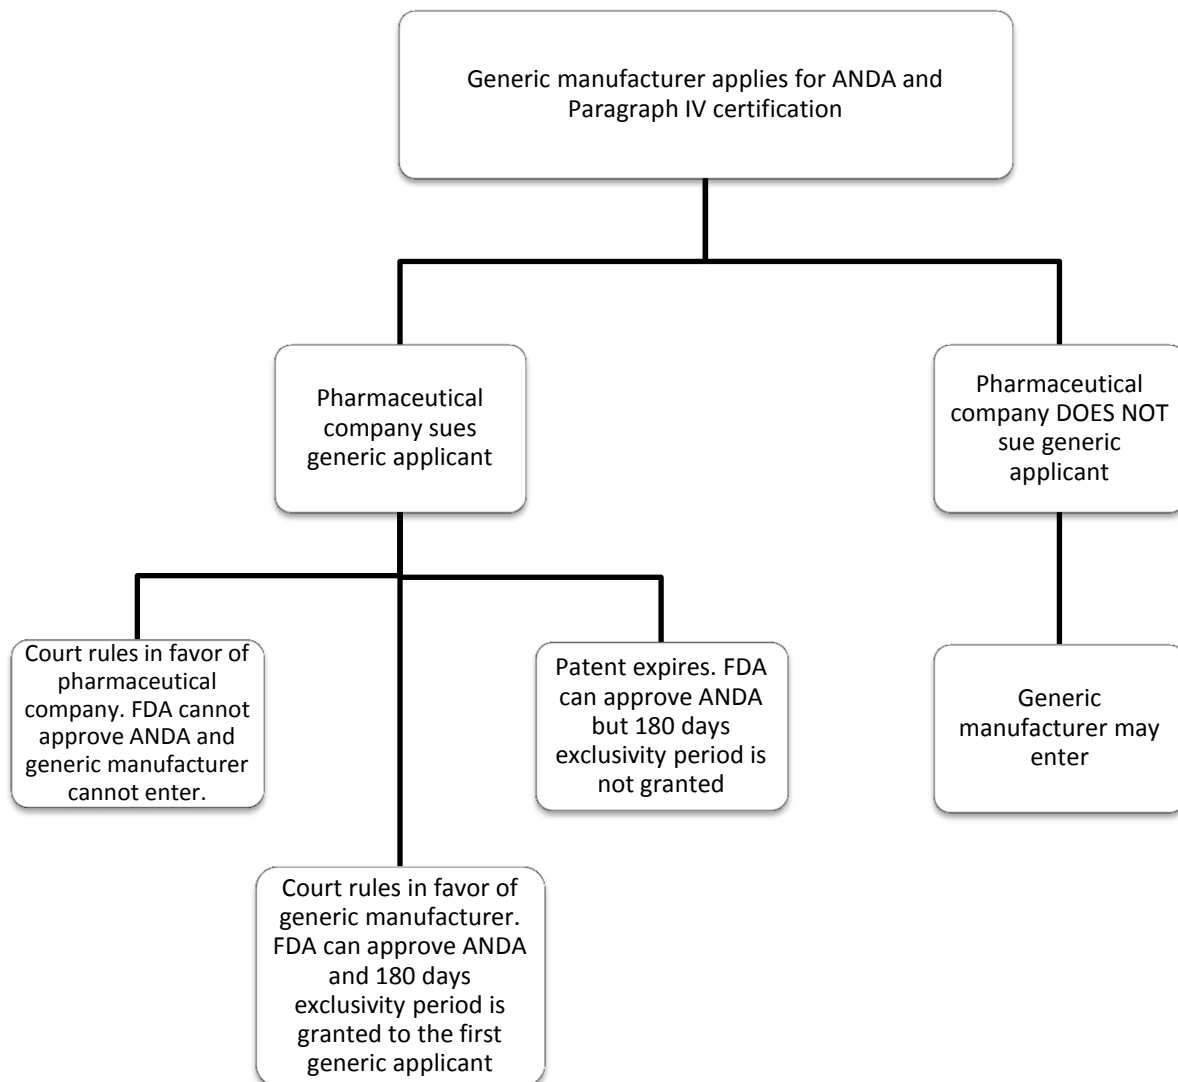 Generic manufacturer applies for ANDA and
Paragraph IV certification
Pharmaceutical
company sues
generic applicant
Pharmaceutical
company DOES NOT
sue generic
applicant
Court rules in favor of
pharmaceutical
company. FDA cannot
approve ANDA and
generic manufacturer
cannot enter.
Patent expires. FDA
can approve ANDA
but 180 days
exclusivity period is
not granted
Generic
manufacturer may
enter
Court rules in favor of
generic manufacturer.
FDA can approve ANDA
and 180 days
exclusivity period is
granted to the first
generic applicant